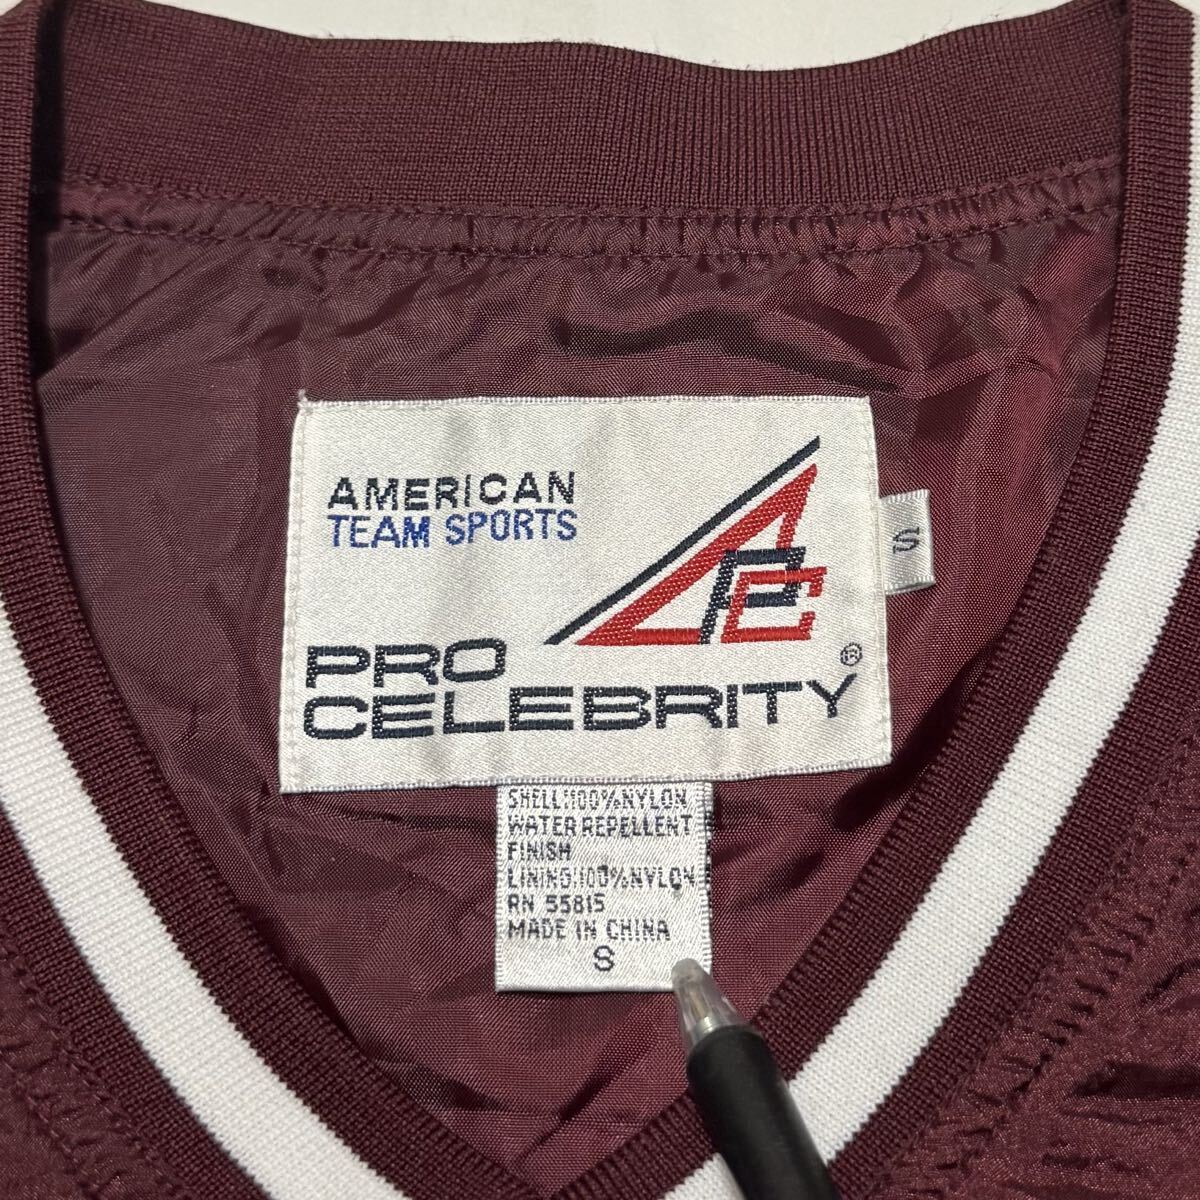 AMERICAN
TEAM SPORTS
PC
PRO
CELEBRITY®
S
SHELL:100%NYLON
WATER REPELLENT
FINISH
LINING:100%NYLON
RN 55815
MADE IN CHINA
S